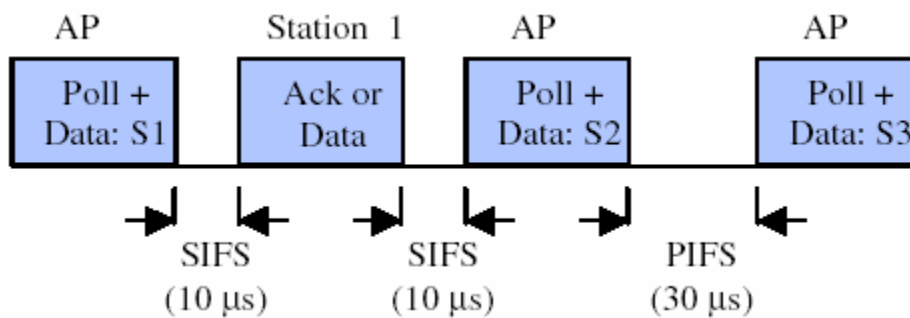 AP
Station 1
AP
AP
Poll +
Data: S1
Ack or
Data
Poll +
Data: S2
Poll +
Data: S3
SIFS
(10 μs)
SIFS
(10 μs)
PIFS
(30 μs)